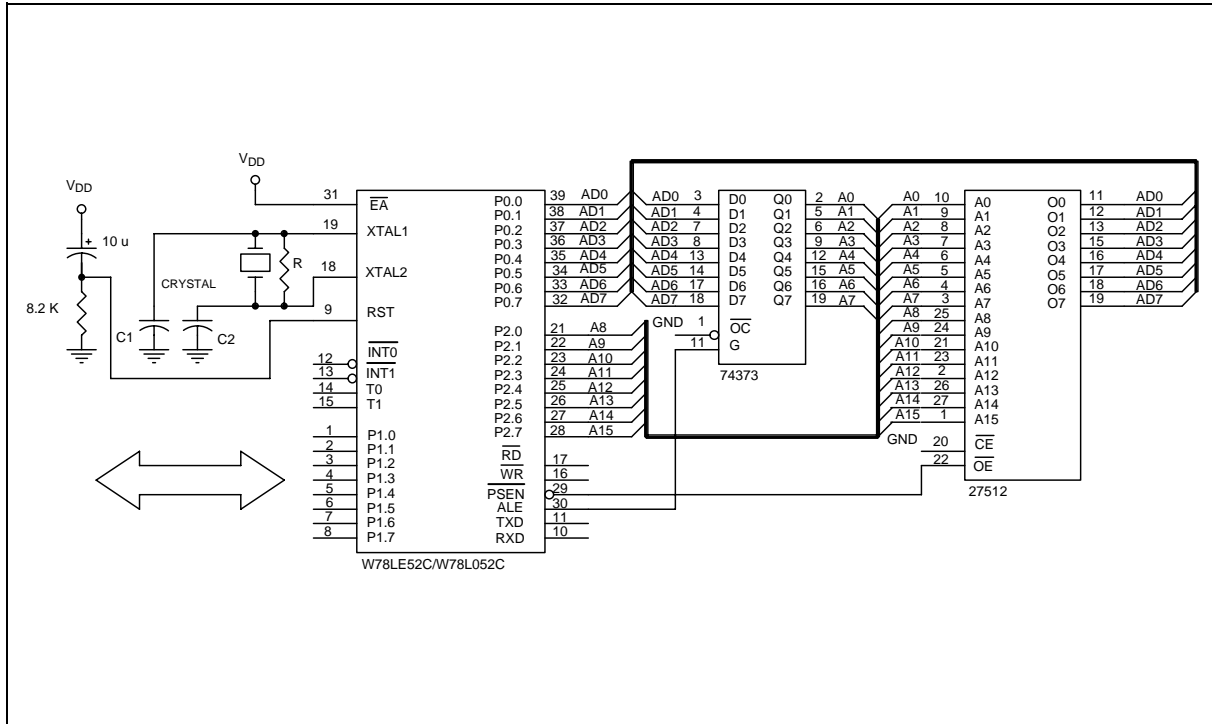 VDD
VDD
10 u
8.2 K
C1
C2
CRYSTAL
R
31 EA
19 XTAL1
18 XTAL2
9 RST
12 INT0
13 INT1
14 T0
15 T1
1 P1.0
2 P1.1
3 P1.2
4 P1.3
5 P1.4
6 P1.5
7 P1.6
8 P1.7
P0.0 39 AD0
P0.1 38 AD1
P0.2 37 AD2
P0.3 36 AD3
P0.4 35 AD4
P0.5 34 AD5
P0.6 33 AD6
P0.7 32 AD7
P2.0 21 A8
P2.1 22 A9
P2.2 23 A10
P2.3 24 A11
P2.4 25 A12
P2.5 26 A13
P2.6 27 A14
P2.7 28 A15
RD 17
WR 16
PSEN 29
ALE 30
TXD 11
RXD 10
W78LE52C/W78L052C
AD0 3 D0 Q0 2 A0
AD1 4 D1 Q1 5 A1
AD2 7 D2 Q2 6 A2
AD3 8 D3 Q3 9 A3
AD4 13 D4 Q4 12 A4
AD5 14 D5 Q5 15 A5
AD6 17 D6 Q6 16 A6
AD7 18 D7 Q7 19 A7
GND 1 OC
11 G
74373
A0 10 A0 O0 11 AD0
A1 9 A1 O1 12 AD1
A2 8 A2 O2 13 AD2
A3 7 A3 O3 15 AD3
A4 6 A4 O4 16 AD4
A5 5 A5 O5 17 AD5
A6 4 A6 O6 18 AD6
A7 3 A7 O7 19 AD7
A8 25 A8
A9 24 A9
A10 21 A10
A11 23 A11
A12 2 A12
A13 26 A13
A14 27 A14
A15 1 A15
GND 20 CE
22 OE
27512